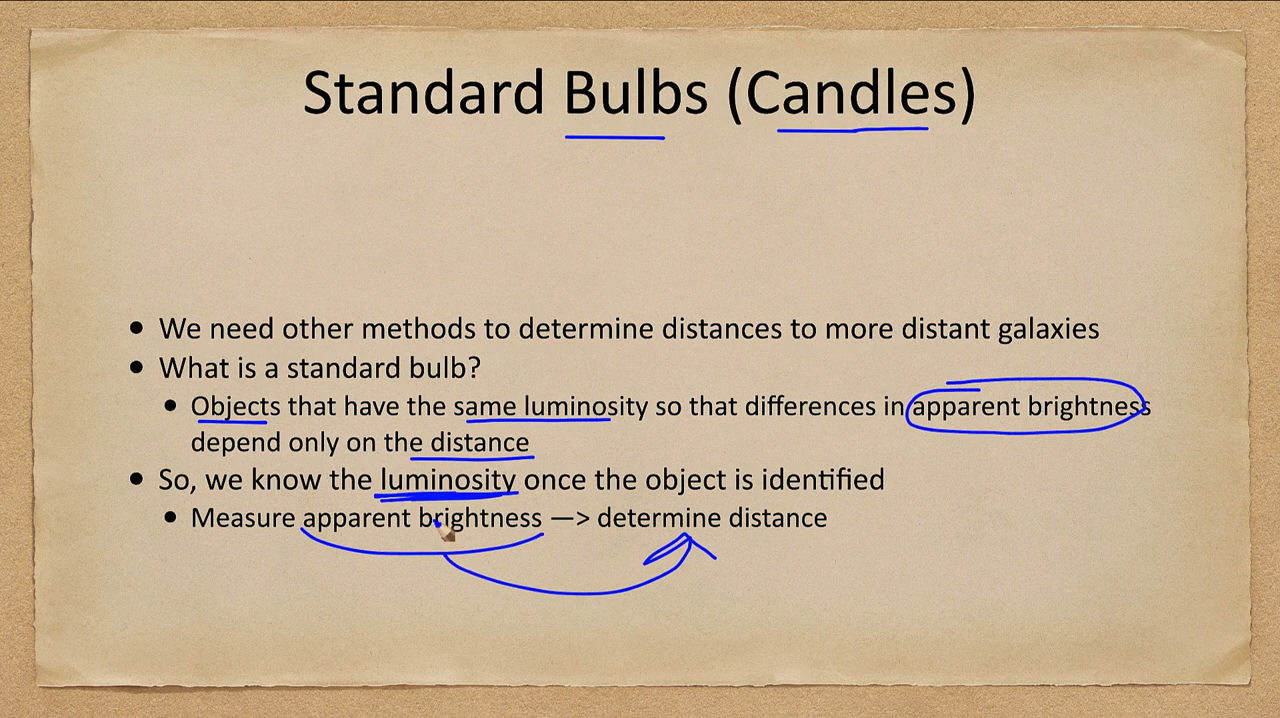 Standard Bulbs (Candles)
• We need other methods to determine distances to more distant galaxies
• What is a standard bulb?
• Objects that have the same luminosity so that differences in apparent brightness
depend only on the distance
• So, we know the luminosity once the object is identified
• Measure apparent brightness —> determine distance